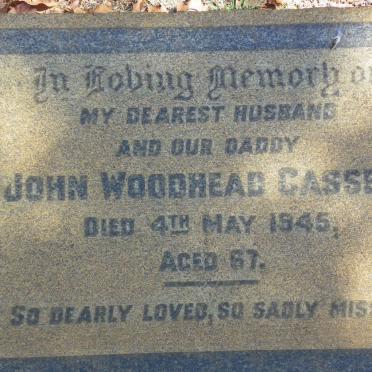 In Loving Memory o
MY DEAREST HUSBAND
AND OUR DADDY
JOHN WOODHEAD CASSE
DIED 4TH MAY 1945,
AGED 67.
SO DEARLY LOVED, SO SADLY MIS